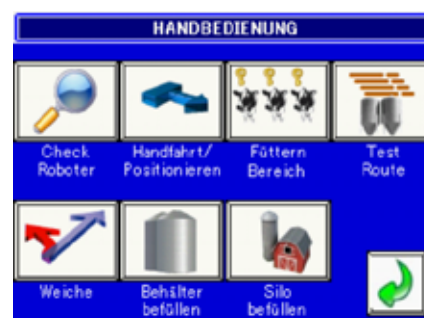 HANDBEDIENUNG
Check
Roboter
Handfahrt/
Positionieren
Füttern
Bereich
Test
Route
Weiche
Behälter
befüllen
Silo
befüllen